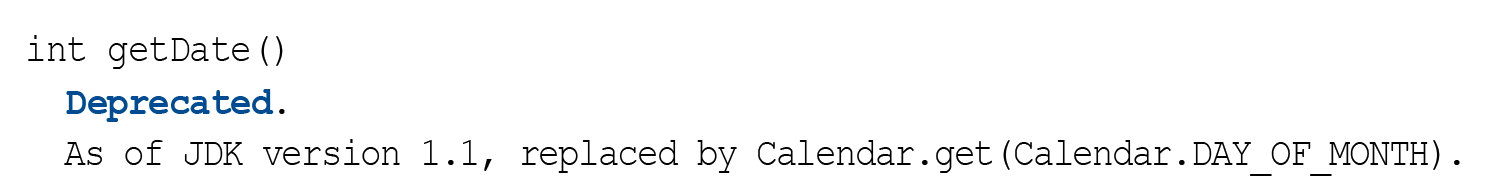 int getDate()
Deprecated.
As of JDK version 1.1, replaced by Calendar.get(Calendar.DAY_OF_MONTH).